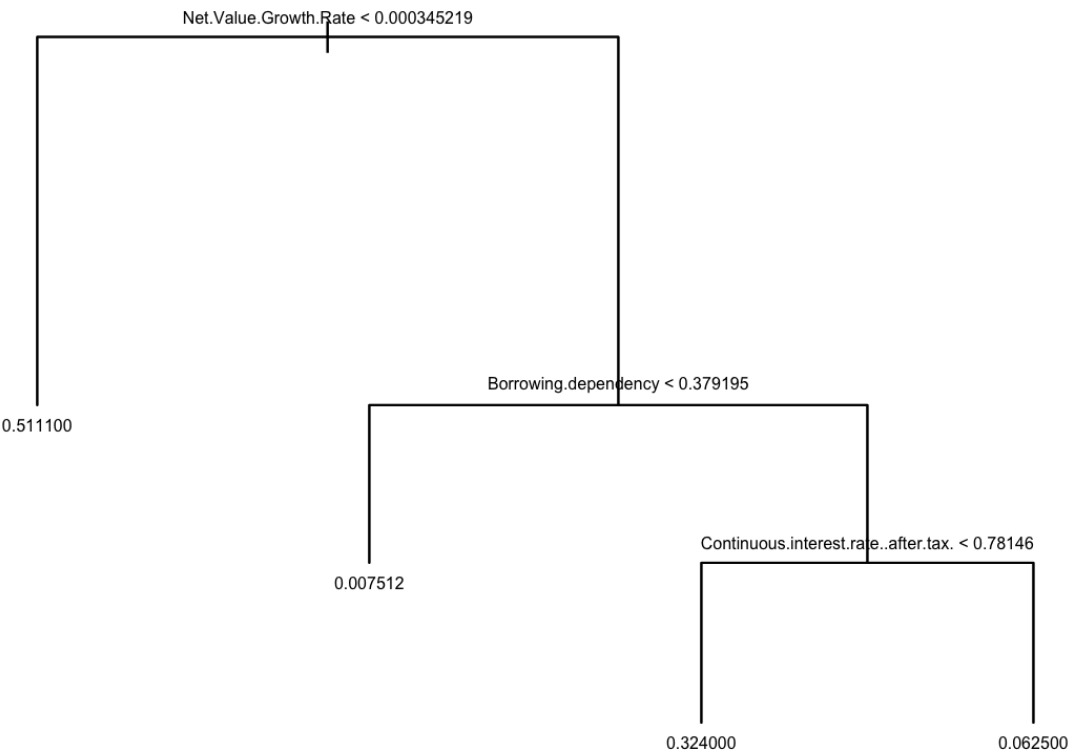 Net.Value.Growth.Rate < 0.000345219
Borrowing.dependency < 0.379195
0.511100
Continuous.interest.rate..after.tax. < 0.78146
0.007512
0.324000
0.062500